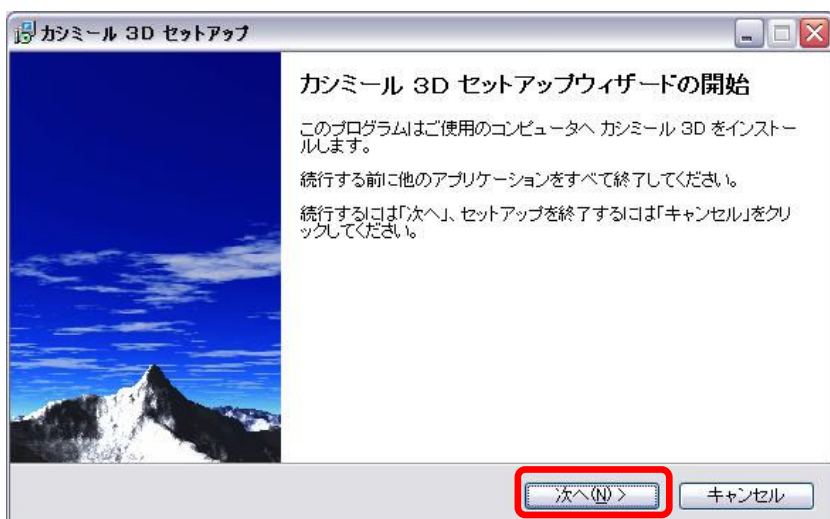 カシミール 3D セットアップ
カシミール 3D セットアップウィザードの開始
このプログラムはご使用のコンピュータへ カシミール 3D をインストー
ルします。
続行する前に他のアプリケーションをすべて終了してください。
続行するには「次へ」、セットアップを終了するには「キャンセル」をクリ
ックしてください。
次へ(N) >
キャンセル